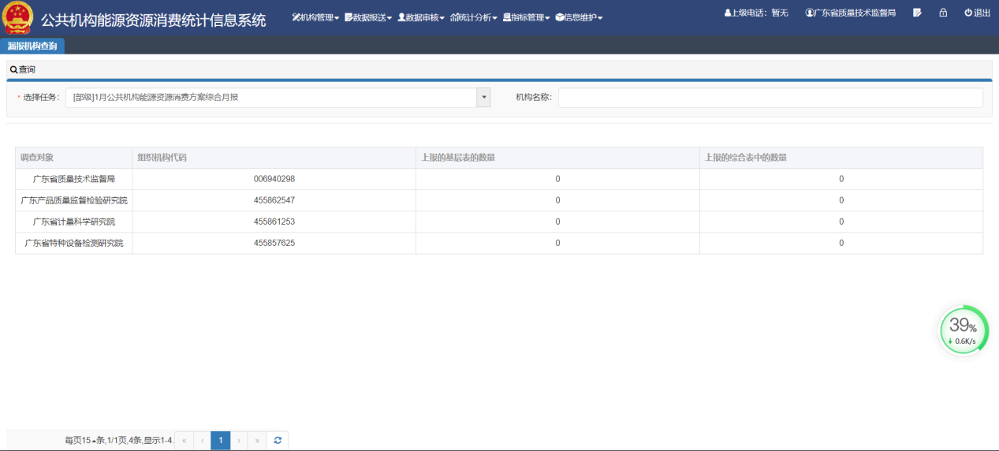 公共机构能源资源消费统计信息系统 机构管理 数据报送 数据审核 统计分析 指标管理 信息维护 上级电话：暂无 广东省质量技术监督局 退出
漏报机构查询
查询
* 选择任务： [部级]1月公共机构能源资源消费方案综合月报 机构名称：
调查对象 组织机构代码 上报的基层表的数量 上报的综合表中的数量
广东省质量技术监督局 006940298 0 0
广东产品质量监督检验研究院 455862547 0 0
广东省计量科学研究院 455861253 0 0
广东省特种设备检测研究院 455857625 0 0
39%
0.6K/s
每页15条,1/1页,4条,显示1-4. « ‹ 1 › »